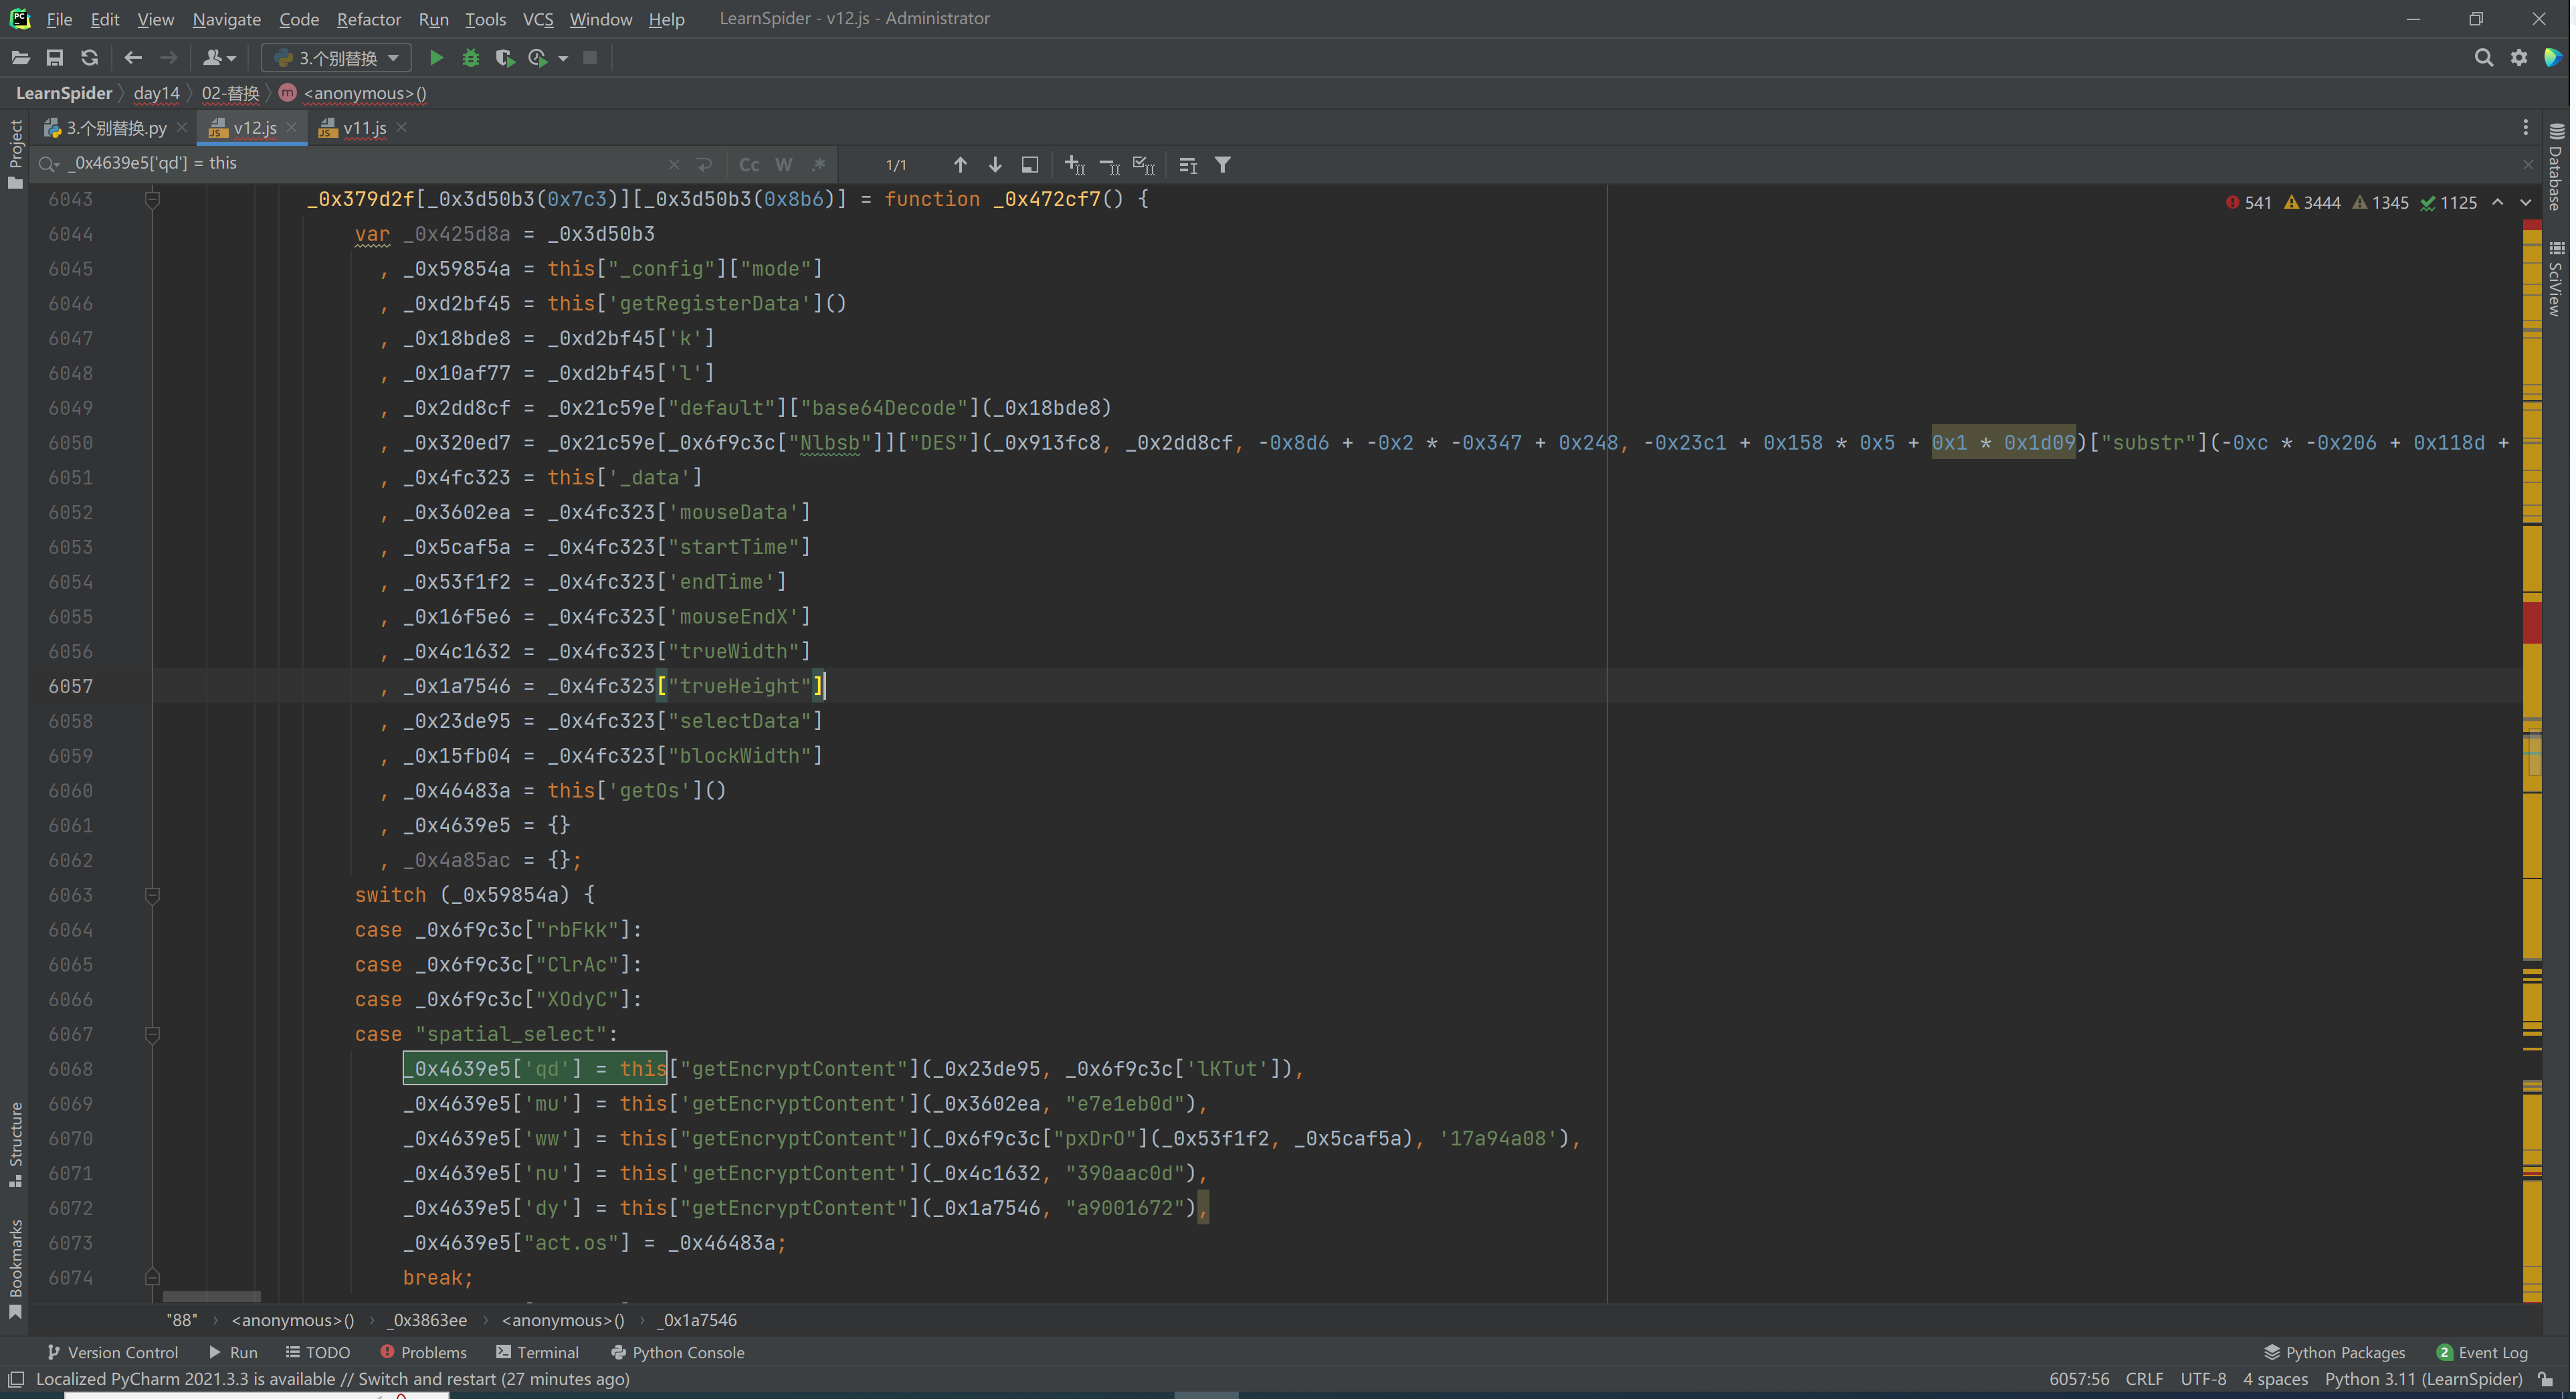 PC File Edit View Navigate Code Refactor Run Tools VCS Window Help LearnSpider - v12.js - Administrator
3.个别替换
LearnSpider day14 02-替换 m <anonymous>()
3.个别替换.py v12.js v11.js
_0x4639e5['qd'] = this Cc W .* 1/1
541 3444 1345 1125
6043 _0x379d2f[_0x3d50b3(0x7c3)][_0x3d50b3(0x8b6)] = function _0x472cf7() {
6044 var _0x425d8a = _0x3d50b3
6045 , _0x59854a = this["_config"]["mode"]
6046 , _0xd2bf45 = this['getRegisterData']()
6047 , _0x18bde8 = _0xd2bf45['k']
6048 , _0x10af77 = _0xd2bf45['l']
6049 , _0x2dd8cf = _0x21c59e["default"]["base64Decode"](_0x18bde8)
6050 , _0x320ed7 = _0x21c59e[_0x6f9c3c["Nlbsb"]]["DES"](_0x913fc8, _0x2dd8cf, -0x8d6 + -0x2 * -0x347 + 0x248, -0x23c1 + 0x158 * 0x5 + 0x1 * 0x1d09)["substr"](-0xc * -0x206 + 0x118d +
6051 , _0x4fc323 = this['_data']
6052 , _0x3602ea = _0x4fc323['mouseData']
6053 , _0x5caf5a = _0x4fc323["startTime"]
6054 , _0x53f1f2 = _0x4fc323['endTime']
6055 , _0x16f5e6 = _0x4fc323['mouseEndX']
6056 , _0x4c1632 = _0x4fc323["trueWidth"]
6057 , _0x1a7546 = _0x4fc323["trueHeight"]
6058 , _0x23de95 = _0x4fc323["selectData"]
6059 , _0x15fb04 = _0x4fc323["blockWidth"]
6060 , _0x46483a = this['getOs']()
6061 , _0x4639e5 = {}
6062 , _0x4a85ac = {};
6063 switch (_0x59854a) {
6064 case _0x6f9c3c["rbFkk"]:
6065 case _0x6f9c3c["ClrAc"]:
6066 case _0x6f9c3c["XOdyC"]:
6067 case "spatial_select":
6068 _0x4639e5['qd'] = this["getEncryptContent"](_0x23de95, _0x6f9c3c['lKTut']),
6069 _0x4639e5['mu'] = this['getEncryptContent'](_0x3602ea, "e7e1eb0d"),
6070 _0x4639e5['ww'] = this["getEncryptContent"](_0x6f9c3c["pxDrO"](_0x53f1f2, _0x5caf5a), '17a94a08'),
6071 _0x4639e5['nu'] = this['getEncryptContent'](_0x4c1632, "390aac0d"),
6072 _0x4639e5['dy'] = this["getEncryptContent"](_0x1a7546, "a9001672"),
6073 _0x4639e5["act.os"] = _0x46483a;
6074 break;
Project
Structure
Bookmarks
Database
SciView
"88" <anonymous>() _0x3863ee <anonymous>() _0x1a7546
Version Control Run TODO Problems Terminal Python Console Python Packages 2 Event Log
Localized PyCharm 2021.3.3 is available // Switch and restart (27 minutes ago) 6057:56 CRLF UTF-8 4 spaces Python 3.11 (LearnSpider)